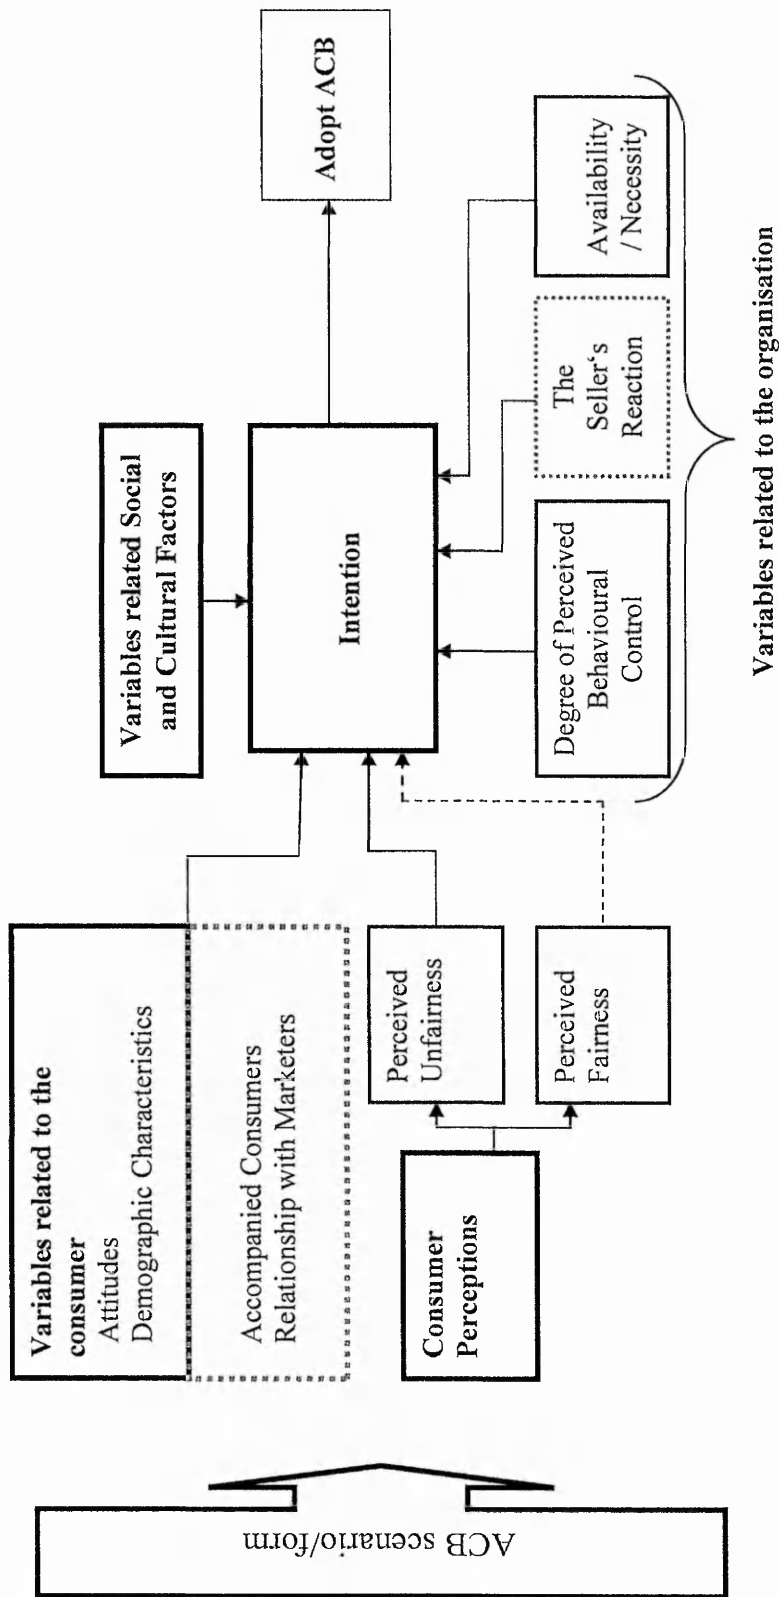 ACB scenario/form
Variables related to the
consumer
Attitudes
Demographic Characteristics
Accompanied Consumers
Relationship with Marketers
Consumer
Perceptions
Perceived
Unfairness
Perceived
Fairness
Variables related Social
and Cultural Factors
Intention
Adopt ACB
Degree of Perceived
Behavioural
Control
The
Seller‘s
Reaction
Availability
/ Necessity
Variables related to the organisation